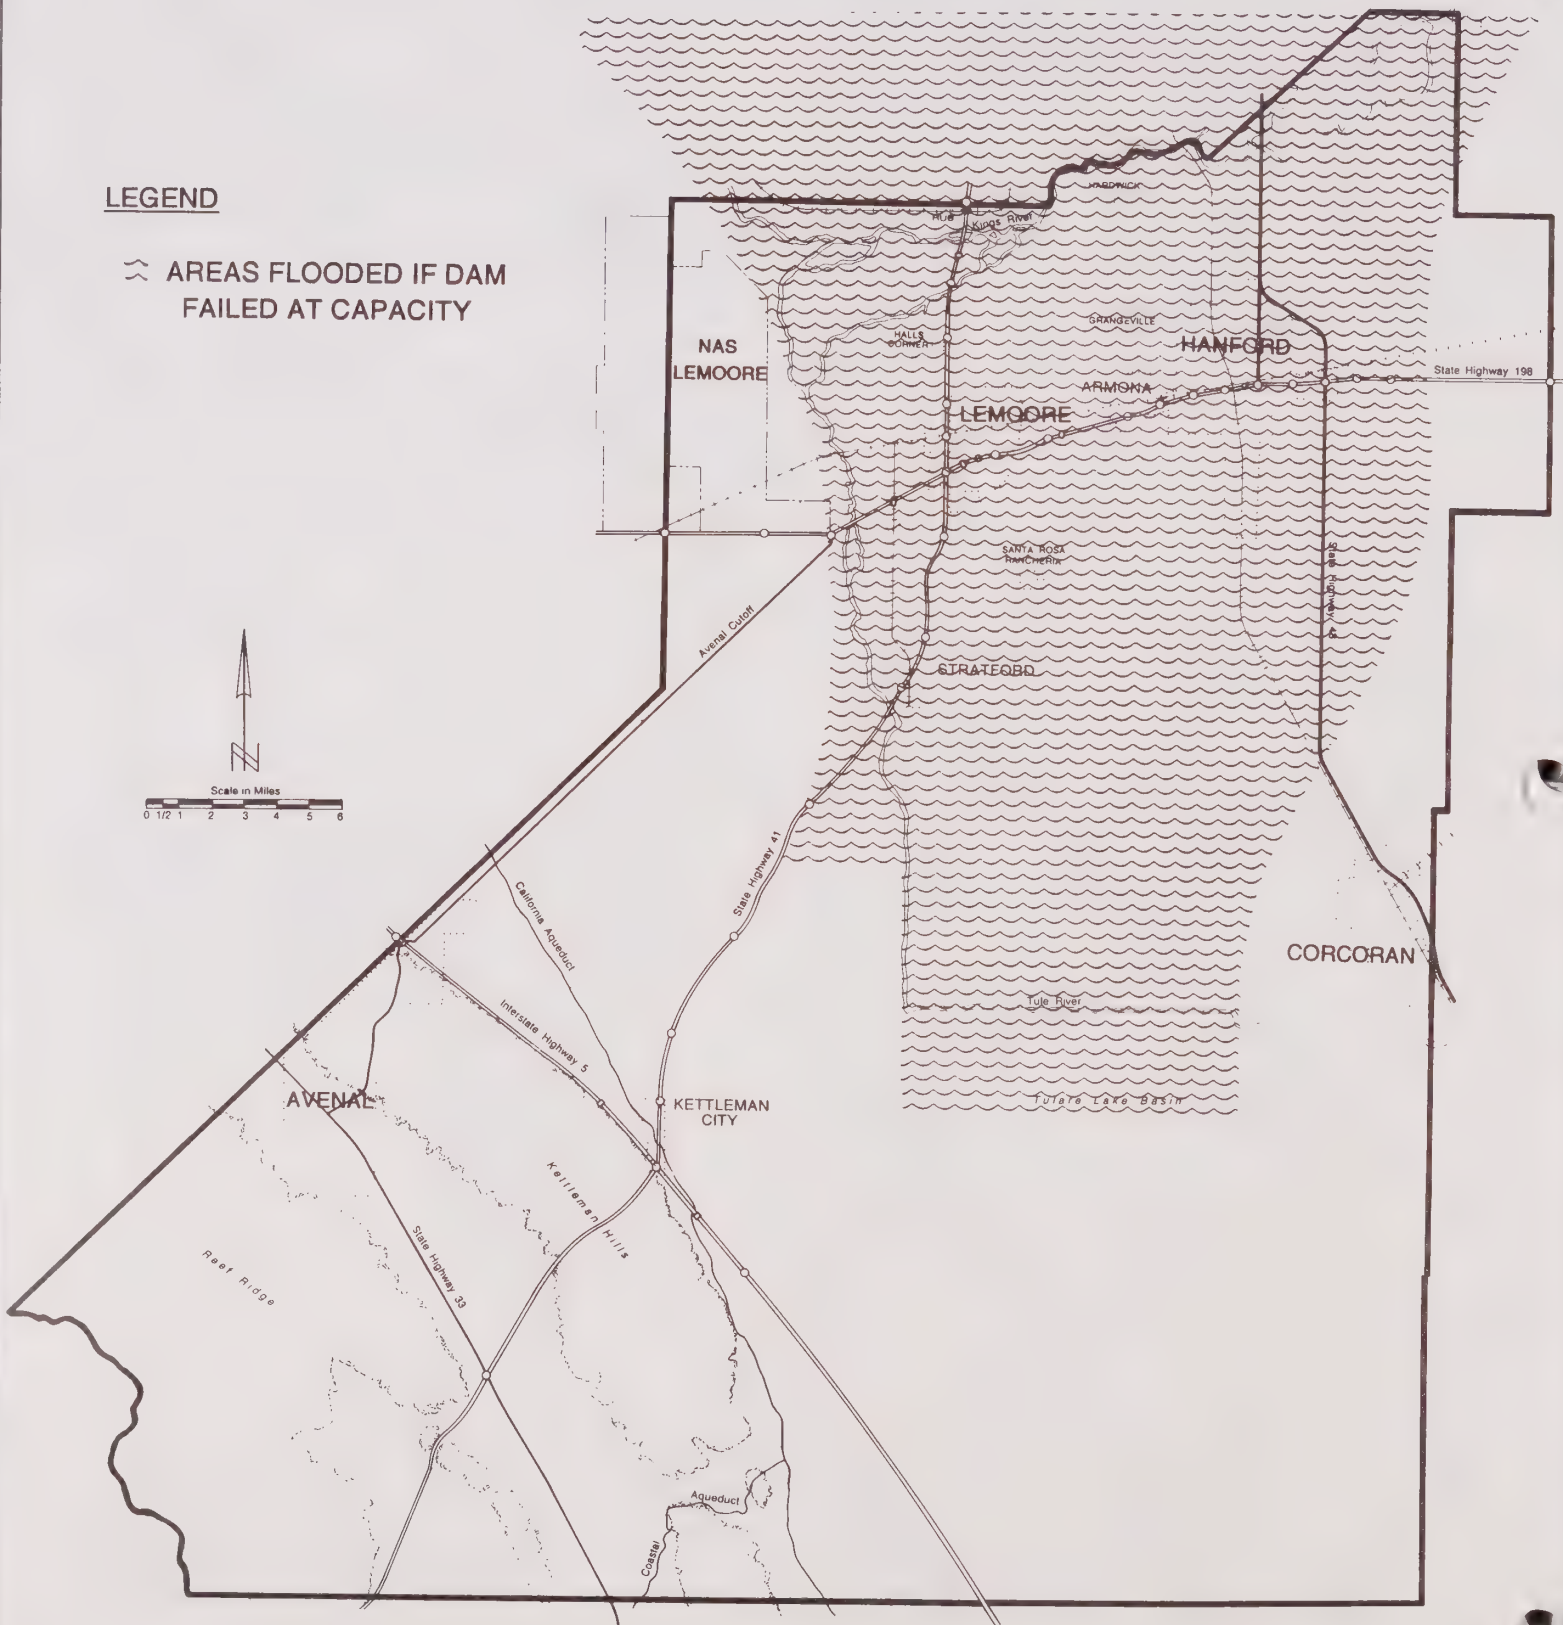 LEGEND
AREAS FLOODED IF DAM
FAILED AT CAPACITY
HARDWICK
Kings River
NAS
LEMOORE
HALLS
CORNER
GRANGEVILLE
HANFORD
State Highway 198
ARMONA
LEMOORE
SANTA ROSA
RANCHERIA
State Highway 43
Avenal Cutoff
STRATFORD
N
Scale in Miles
0 1/2 1 2 3 4 5 6
State Highway 41
California Aqueduct
CORCORAN
Interstate Highway 5
Tule River
AVENAL
KETTLEMAN
CITY
Tulare Lake Basin
Kettleman Hills
Reef Ridge
State Highway 33
Aqueduct
Coastal